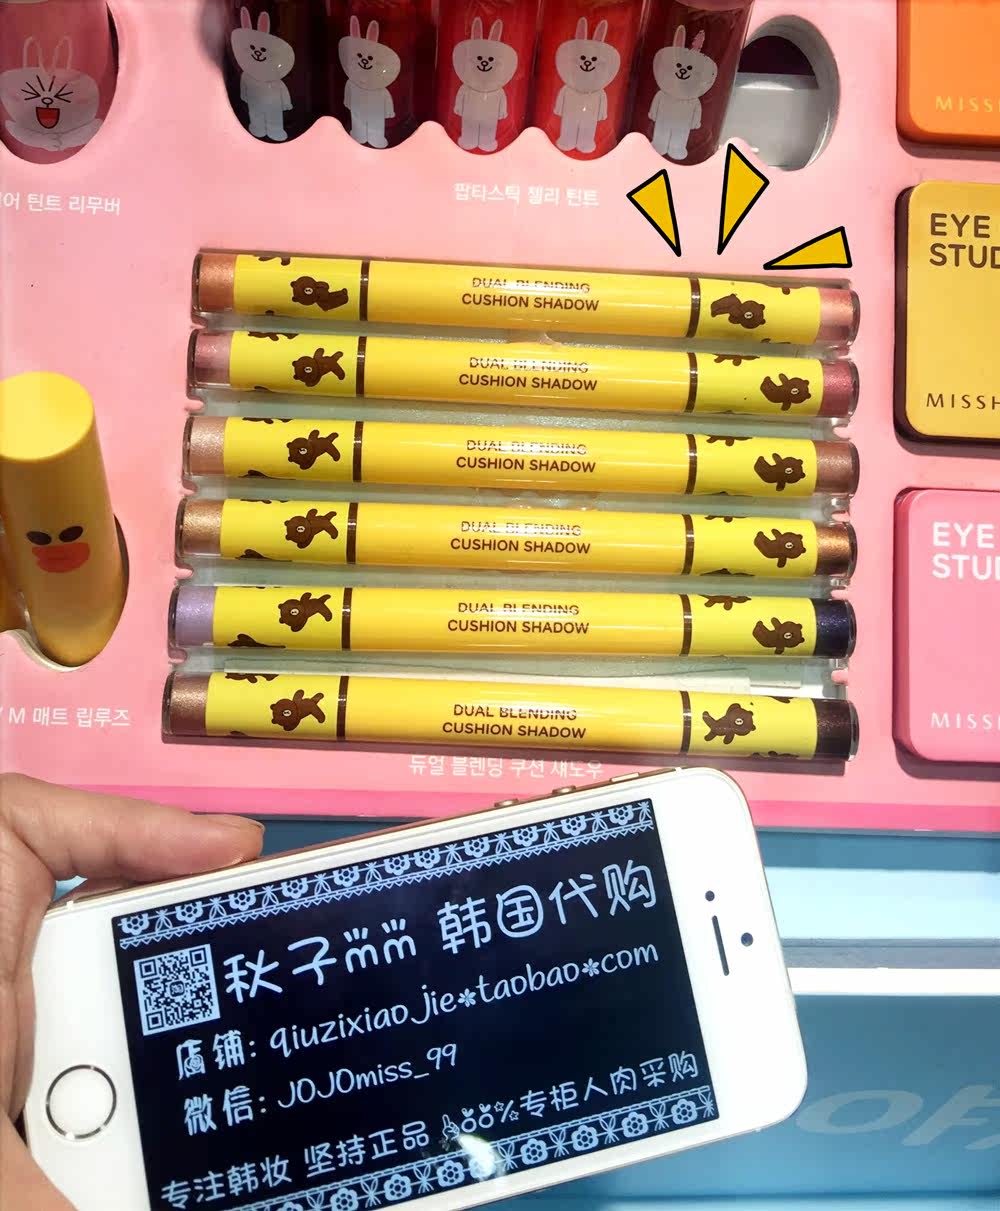 어 틴트 리무버
팝타스틱 젤리 틴트
MISS
EYE
STUD
MISSH
EYE
STU
MISSH
DUAL BLENDING
CUSHION SHADOW
DUAL BLENDING
CUSHION SHADOW
DUAL BLENDING
CUSHION SHADOW
DUAL BLENDING
CUSHION SHADOW
DUAL BLENDING
CUSHION SHADOW
DUAL BLENDING
CUSHION SHADOW
M 매트 립루즈
듀얼 블렌딩 쿠션 섀도우
秋子mm 韩国代购
店铺: qiuzixiaojie*taobao*com
微信: JOJOmiss_99
专注韩妆 坚持正品 100%专柜人肉采购